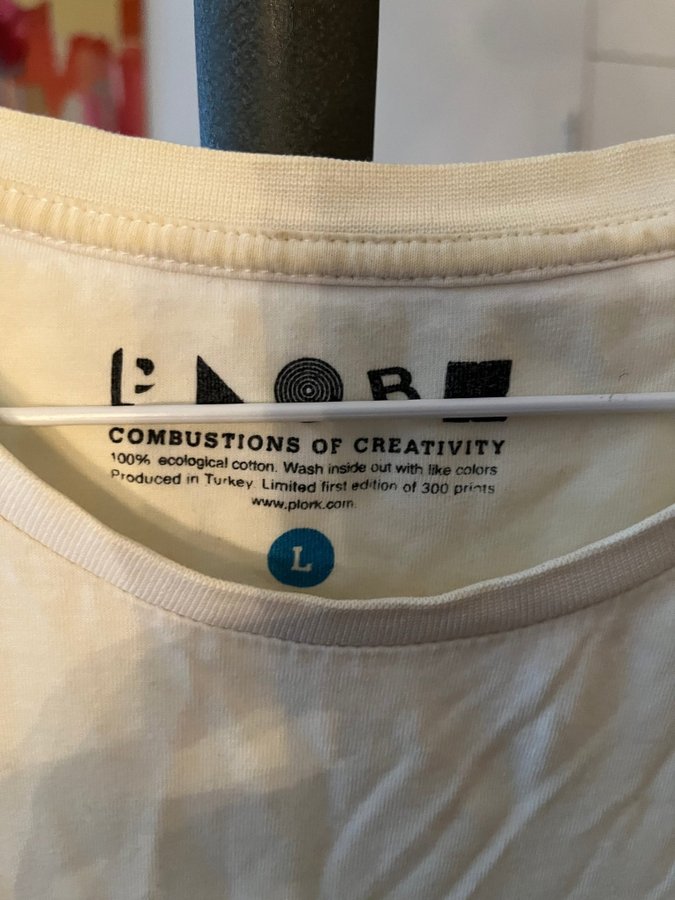 PLORK
COMBUSTIONS OF CREATIVITY
100% ecological cotton. Wash inside out with like colors
Produced in Turkey. Limited first edition of 300 prints
www.plork.com
L